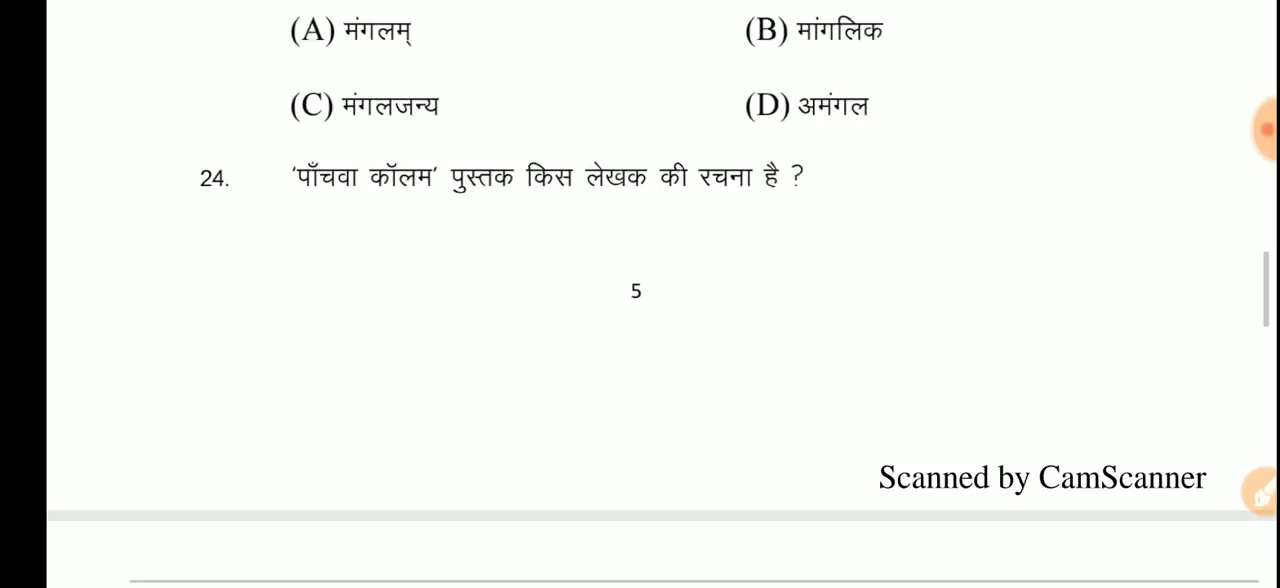 (A) मंगलम् (B) मांगलिक
(C) मंगलजन्य (D) अमंगल
24. 'पाँचवा कॉलम' पुस्तक किस लेखक की रचना है ?
5
Scanned by CamScanner